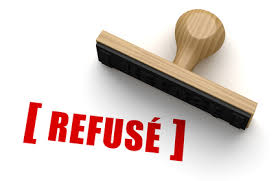 [ REFUSÉ ]